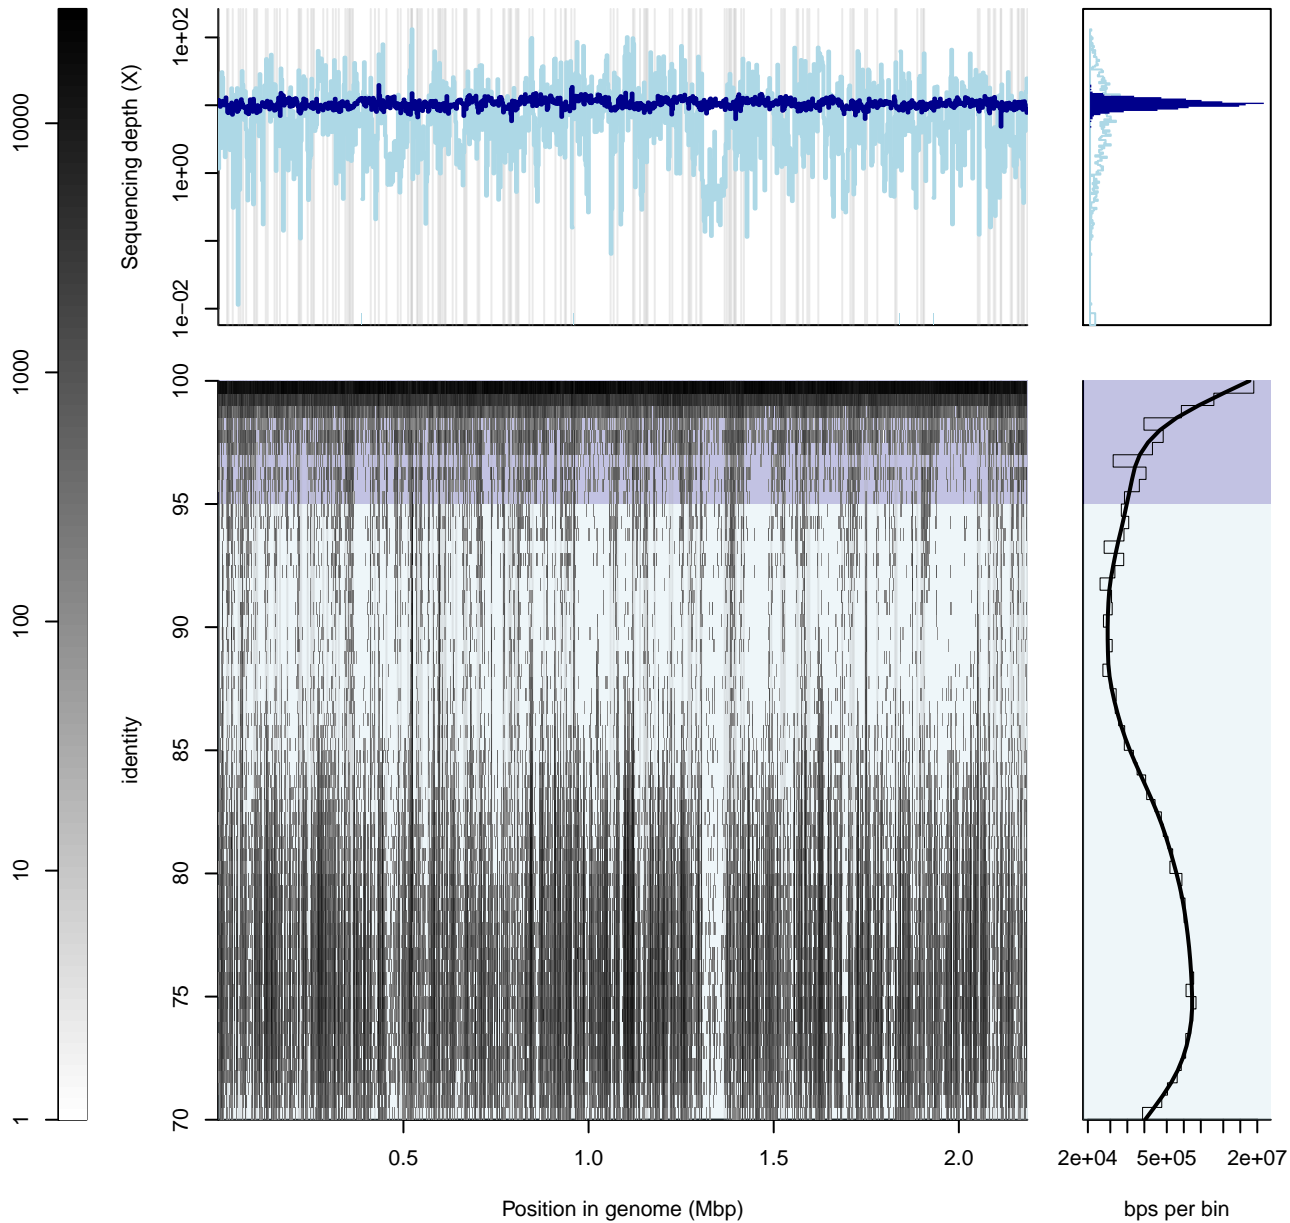 1
10
100
1000
10000
Sequencing depth (X)
1e-02
1e+00
1e+02
identity
70
75
80
85
90
95
100
0.5
1.0
1.5
2.0
Position in genome (Mbp)
2e+04
5e+05
2e+07
bps per bin